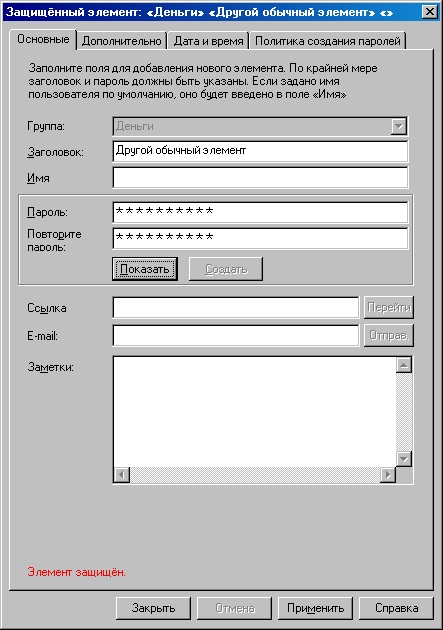 Защищённый элемент: «Деньги» «Другой обычный элемент» «»
Основные Дополнительно Дата и время Политика создания паролей
Заполните поля для добавления нового элемента. По крайней мере
заголовок и пароль должны быть указаны. Если задано имя
пользователя по умолчанию, оно будет введено в поле «Имя»
Группа: Деньги
Заголовок: Другой обычный элемент
Имя
Пароль: **********
Повторите
пароль: **********
Показать Создать
Ссылка Перейти
E-mail: Отправ.
Заметки:
Элемент защищён.
Закрыть Отмена Применить Справка